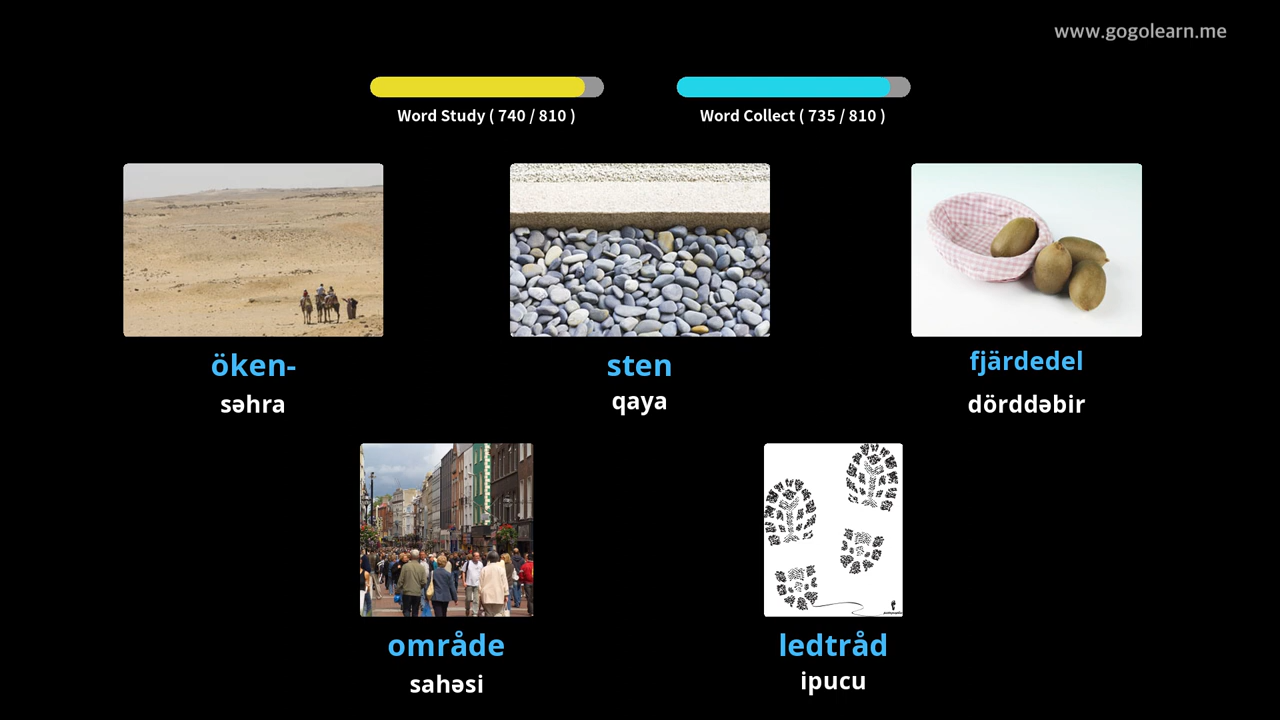 www.gogolearn.me
Word Study ( 740 / 810 )
Word Collect ( 735 / 810 )
öken-
səhra
sten
qaya
fjärdedel
dörddəbir
område
sahəsi
ledtråd
ipucu